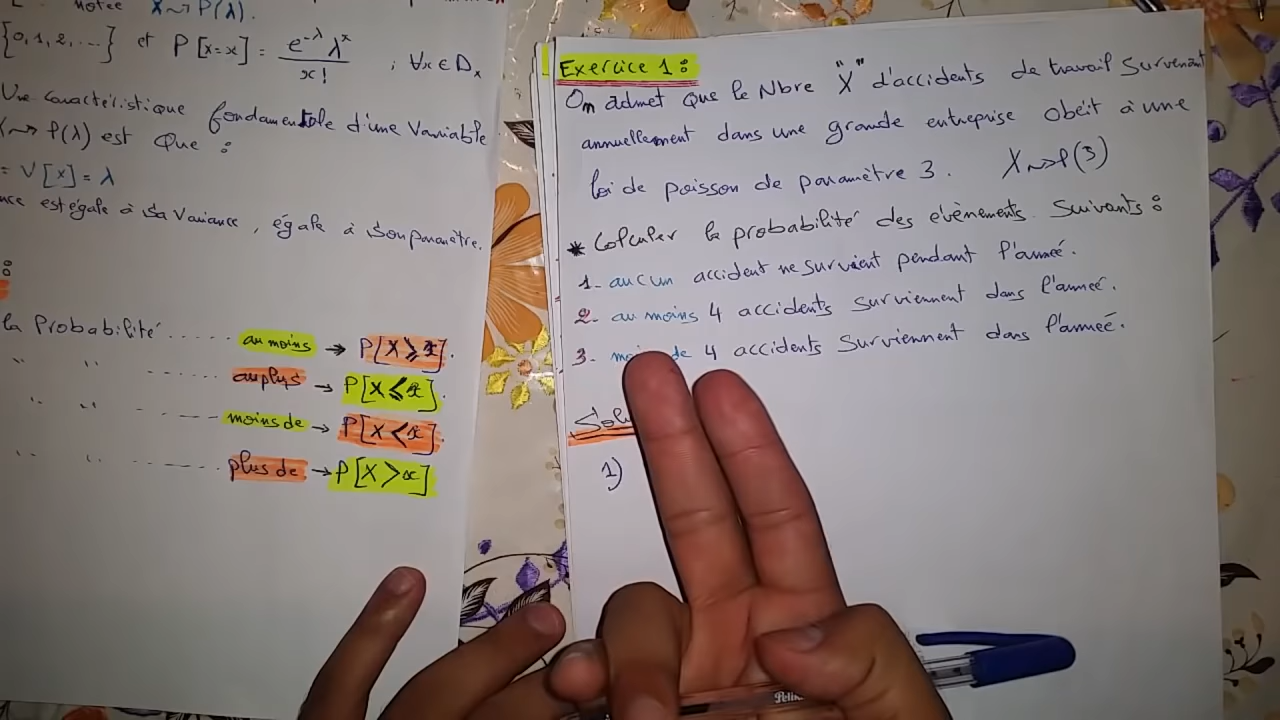 Notée X ⇝ P(λ).
{0, 1, 2, ...} et P[X=x] = e^-λ λ^x / x! ; ∀x ∈ Dx
Une Caractéristique fondamentale d'une Variable
X ⇝ P(λ) est Que :
= V[X] = λ
est égale à sa Variance, égale à son paramètre.
:
la Probabilité ..... au moins → P[X ⩾ x].
" " ..... au plus → P[X ⩽ x].
" " ..... moins de → P[X < x].
" " ..... plus de → P[X > x]
Exercice 1 :
On admet que le Nbre "X" d'accidents de travail Survenant
annuellement dans une grande entreprise obéit à une
loi de poisson de paramètre 3. X ⇝ P(3)
* Calculer la probabilité des évènements Suivants :
1- aucun accident ne survient pendant l'année.
2- au moins 4 accidents surviennent dans l'année.
3- de 4 accidents Surviennent dans l'année.
1)
Pelik